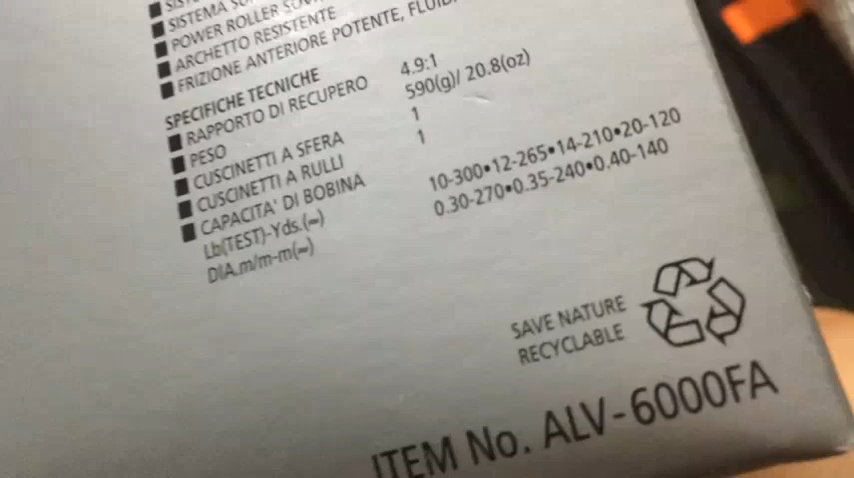 SISTEMA
POWER ROLLER
ARCHETTO RESISTENTE
FRIZIONE ANTERIORE POTENTE,
SPECIFICHE TECNICHE
RAPPORTO DI RECUPERO 4.9:1
PESO 590(g)/ 20.8(oz)
CUSCINETTI A SFERA 1
CUSCINETTI A RULLI 1
CAPACITA' DI BOBINA
Lb(TEST)-Yds.(≈) 10-300•12-265•14-210•20-120
DIA.m/m-m(≈) 0.30-270•0.35-240•0.40-140
SAVE NATURE
RECYCLABLE
ITEM No. ALV-6000FA